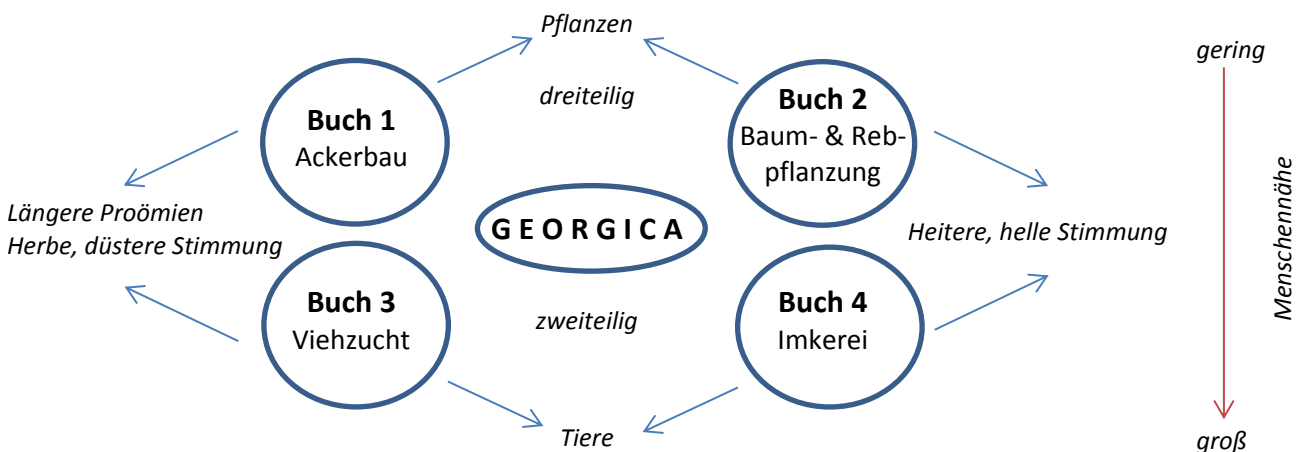 Pflanzen
gering
dreiteilig
Buch 1
Ackerbau
Buch 2
Baum- & Reb-
pflanzung
Längere Proömien
Herbe, düstere Stimmung
GEORGICA
Heitere, helle Stimmung
Menschennähe
Buch 3
Viehzucht
zweiteilig
Buch 4
Imkerei
Tiere
groß